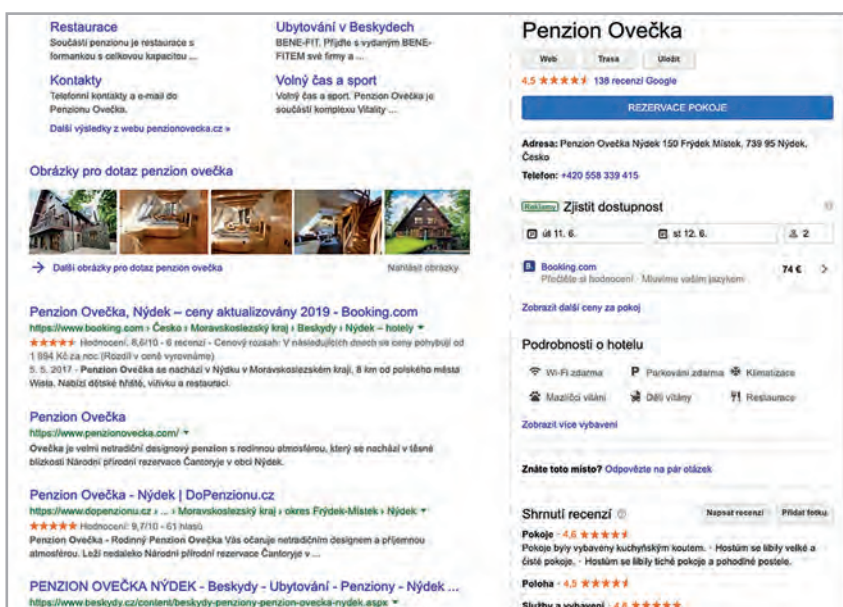 Restaurace
Součástí penzionu je restaurace s
formankou s celkovou kapacitou ...
Ubytování v Beskydech
BENE-FIT. Přijďte s vydaným BENE-
FITEM své firmy a ...
Kontakty
Telefonní kontakty a e-mail do
Penzionu Ovečka.
Volný čas a sport
Volný čas a sport. Penzion Ovečka je
součástí komplexu Vitality ...
Další výsledky z webu penzionovecka.cz »
Obrázky pro dotaz penzion ovečka
→ Další obrázky pro dotaz penzion ovečka
Nahlásit obrázky
Penzion Ovečka, Nýdek – ceny aktualizovány 2019 - Booking.com
https://www.booking.com › Česko › Moravskoslezský kraj › Beskydy › Nýdek – hotely
Hodnocení: 8,6/10 - 6 recenzí - Cenový rozsah: V následujících dnech se ceny pohybují od
1 894 Kč za noc (Rozdíl v ceně vyrovnáme)
5. 5. 2017 - Penzion Ovečka se nachází v Nýdku v Moravskoslezském kraji, 8 km od polského města
Wisla. Nabízí dětské hřiště, vířivku a restauraci.
Penzion Ovečka
https://www.penzionovecka.com/
Ovečka je velmi netradiční designový penzion s rodinnou atmosférou, který se nachází v těsné
blízkosti Národní přírodní rezervace Čantoryje v obci Nýdek.
Penzion Ovečka - Nýdek | DoPenzionu.cz
https://www.dopenzionu.cz › ... › Moravskoslezský kraj › okres Frýdek-Místek › Nýdek
Hodnocení: 9,7/10 - 61 hlasů
Penzion Ovečka - Rodinný Penzion Ovečka Vás očaruje netradičním designem a příjemnou
atmosférou. Leží nedaleko Národní přírodní rezervace Čantoryje v ...
PENZION OVEČKA NÝDEK - Beskydy - Ubytování - Penziony - Nýdek ...
https://www.beskydy.cz/content/beskydy-penziony-penzion-ovecka-nydek.aspx
Penzion Ovečka
Web Trasa Uložit
4,5 138 recenzí Google
REZERVACE POKOJE
Adresa: Penzion Ovečka Nýdek 150 Frýdek Místek, 739 95 Nýdek,
Česko
Telefon: +420 558 339 415
Reklamy Zjistit dostupnost
út 11. 6. st 12. 6. 2
B. Booking.com 74 €
Přečtěte si hodnocení · Mluvíme vaším jazykem
Zobrazit další ceny za pokoj
Podrobnosti o hotelu
Wi-Fi zdarma P Parkování zdarma Klimatizace
Mazlíčci vítáni Děti vítány Restaurace
Zobrazit více vybavení
Znáte toto místo? Odpovězte na pár otázek
Shrnutí recenzí Napsat recenzi Přidat fotku
Pokoje · 4,6
Pokoje byly vybaveny kuchyňským koutem. · Hostům se líbily velké a
čisté pokoje. · Hostům se líbily tiché pokoje a pohodlné postele.
Poloha · 4,5
Služby a vybavení · 4,6